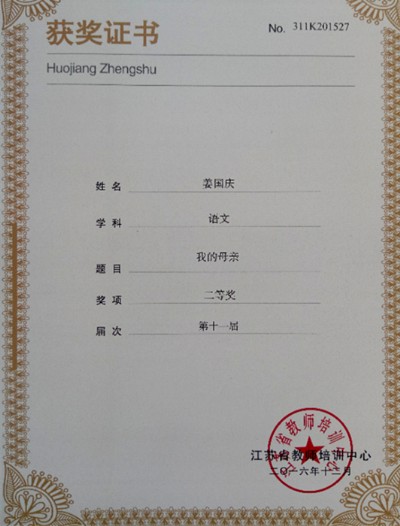 获奖证书
No. 311K201527
Huojiang Zhengshu
姓名 姜国庆
学科 语文
题目 我的母亲
奖项 二等奖
届次 第十一届
江苏省教师培训中心
二〇一六年十二月